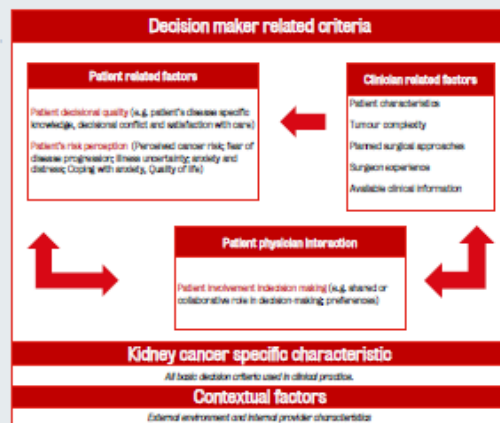 Decision maker related criteria
Patient related factors
Patient decisional quality (e.g. patient's disease specific
knowledge, decisional conflict and satisfaction with care)
Patient's risk perception (Perceived cancer risk; fear of
disease progression; illness uncertainty; anxiety and
distress; Coping with anxiety, Quality of life)
Clinician related factors
Patient characteristics
Tumour complexity
Planned surgical approaches
Surgeon experience
Available clinical information
Patient physician interaction
Patient involvement indecision making (e.g. shared or
collaborative role in decision-making; preferences)
Kidney cancer specific characteristic
All basic decision criteria used in clinical practice.
Contextual factors
External environment and internal provider characteristics